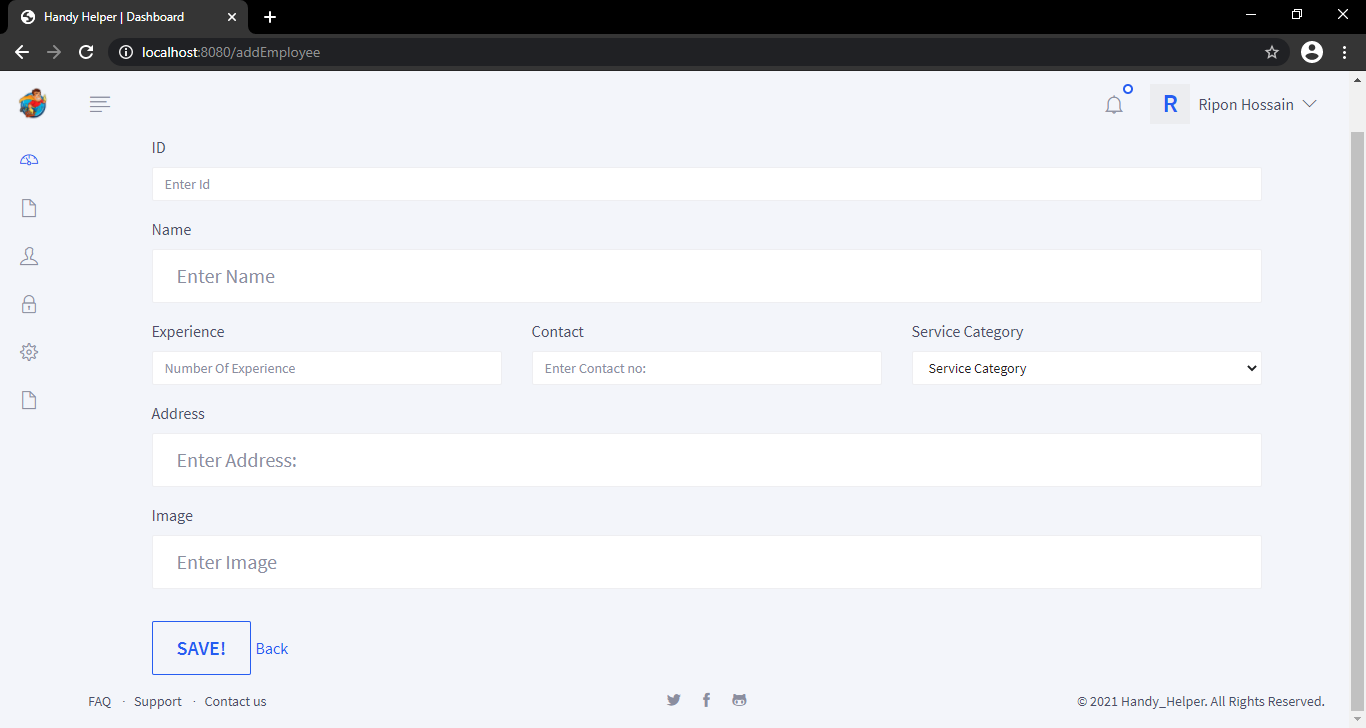 Handy Helper | Dashboard
localhost:8080/addEmployee
R Ripon Hossain
ID
Enter Id
Name
Enter Name
Experience Contact Service Category
Number Of Experience Enter Contact no: Service Category
Address
Enter Address:
Image
Enter Image
SAVE! Back
FAQ · Support · Contact us © 2021 Handy_Helper. All Rights Reserved.